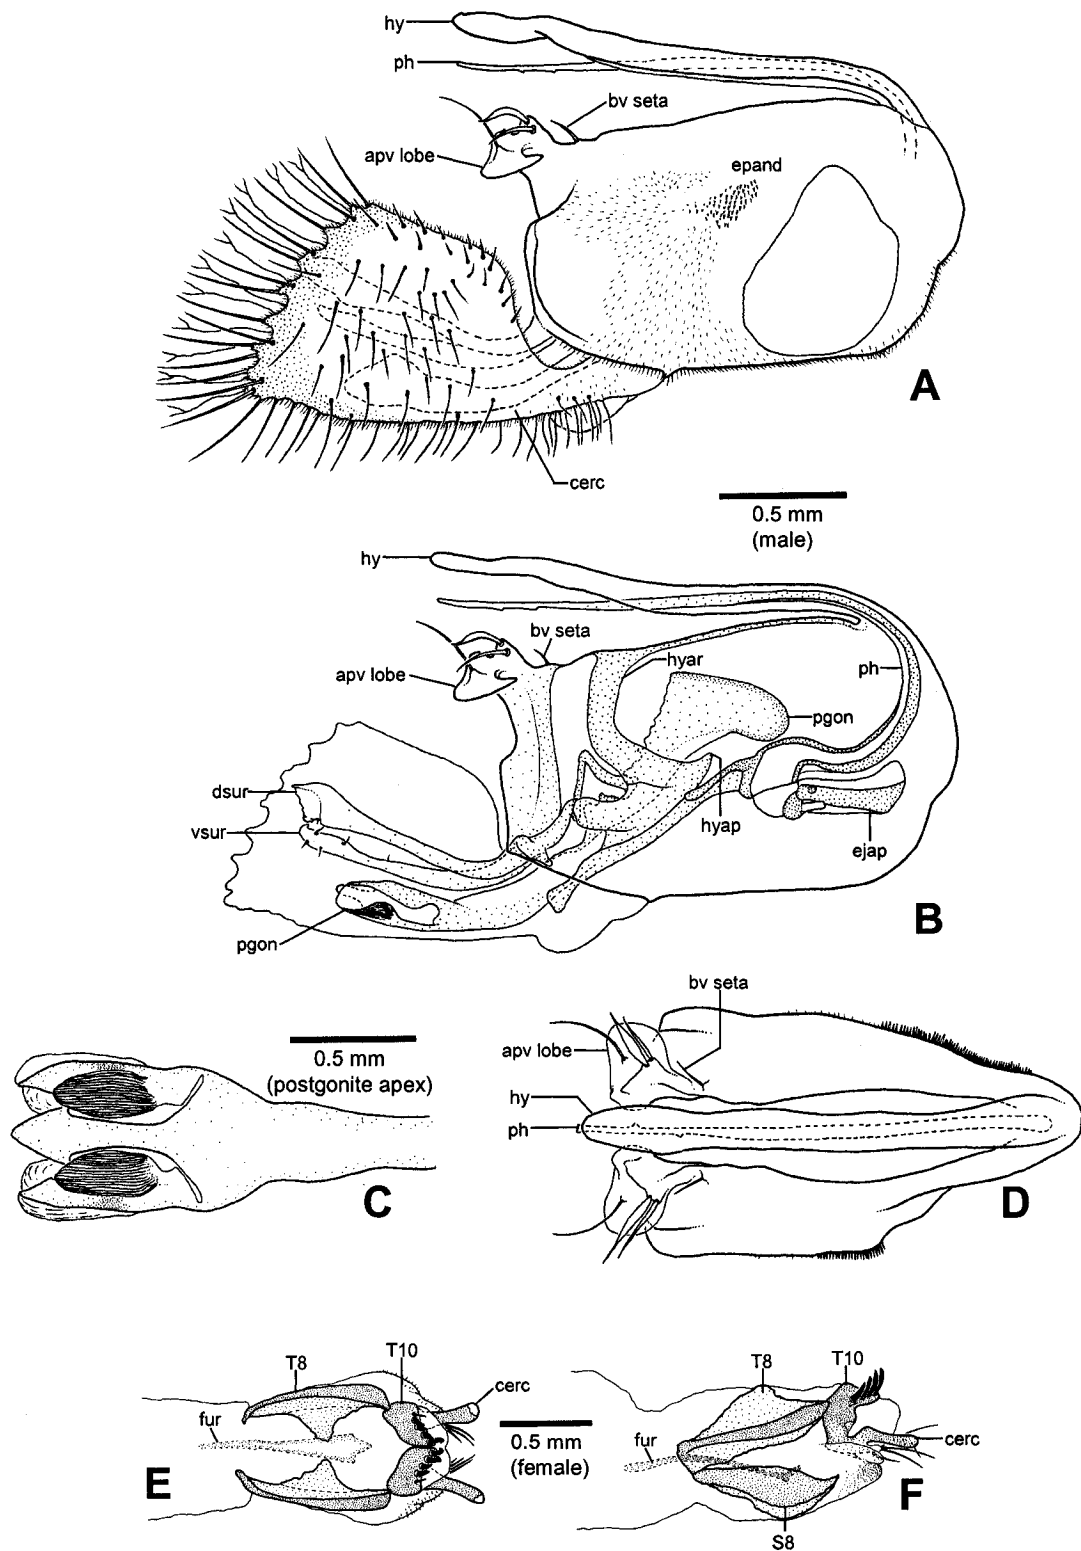 hy
ph
bv seta
apv lobe
epand
A
cerc
0.5 mm
(male)
hy
bv seta
apv lobe
hyar
ph
pgon
dsur
vsur
hyap
ejap
pgon
B
bv seta
0.5 mm
(postgonite apex)
apv lobe
hy
ph
C
D
T8
T10
cerc
fur
0.5 mm
(female)
E
T8
T10
fur
cerc
F
S8